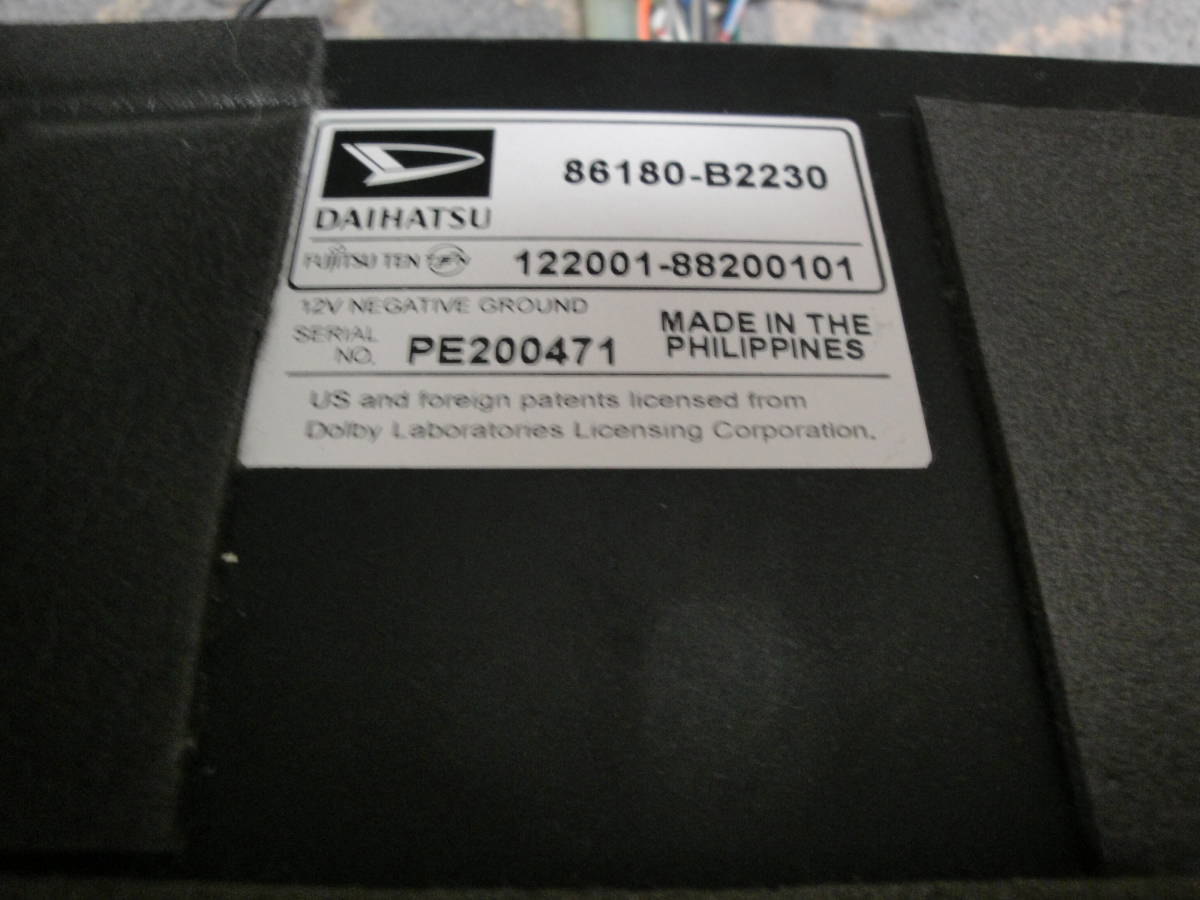 86180-B2230
DAIHATSU
FUJITSU TEN TEN 122001-88200101
12V NEGATIVE GROUND
SERIAL NO. PE200471
MADE IN THE PHILIPPINES
US and foreign patents licensed from
Dolby Laboratories Licensing Corporation.